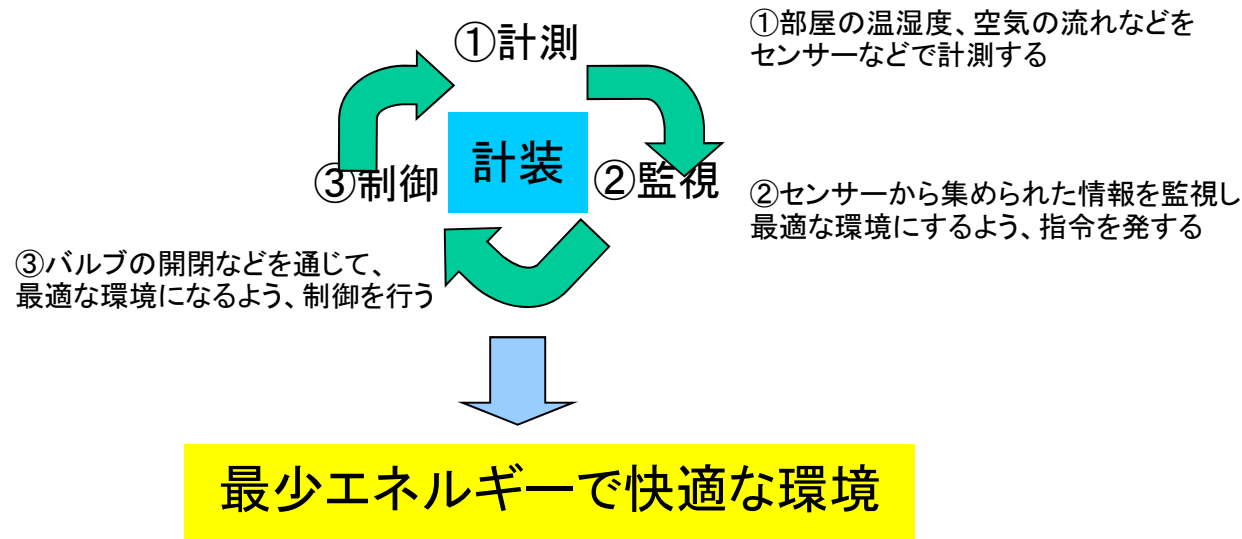 ①計測
①部屋の温湿度、空気の流れなどを
センサーなどで計測する
計装
③制御
②監視
②センサーから集められた情報を監視し
最適な環境にするよう、指令を発する
③バルブの開閉などを通じて、
最適な環境になるよう、制御を行う
最少エネルギーで快適な環境